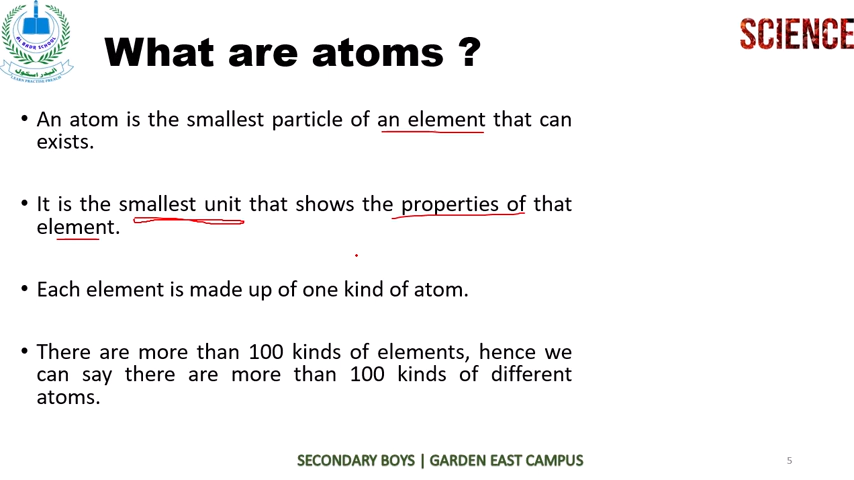 What are atoms ?
SCIENCE
• An atom is the smallest particle of an element that can
exists.
• It is the smallest unit that shows the properties of that
element.
• Each element is made up of one kind of atom.
• There are more than 100 kinds of elements, hence we
can say there are more than 100 kinds of different
atoms.
SECONDARY BOYS | GARDEN EAST CAMPUS
5